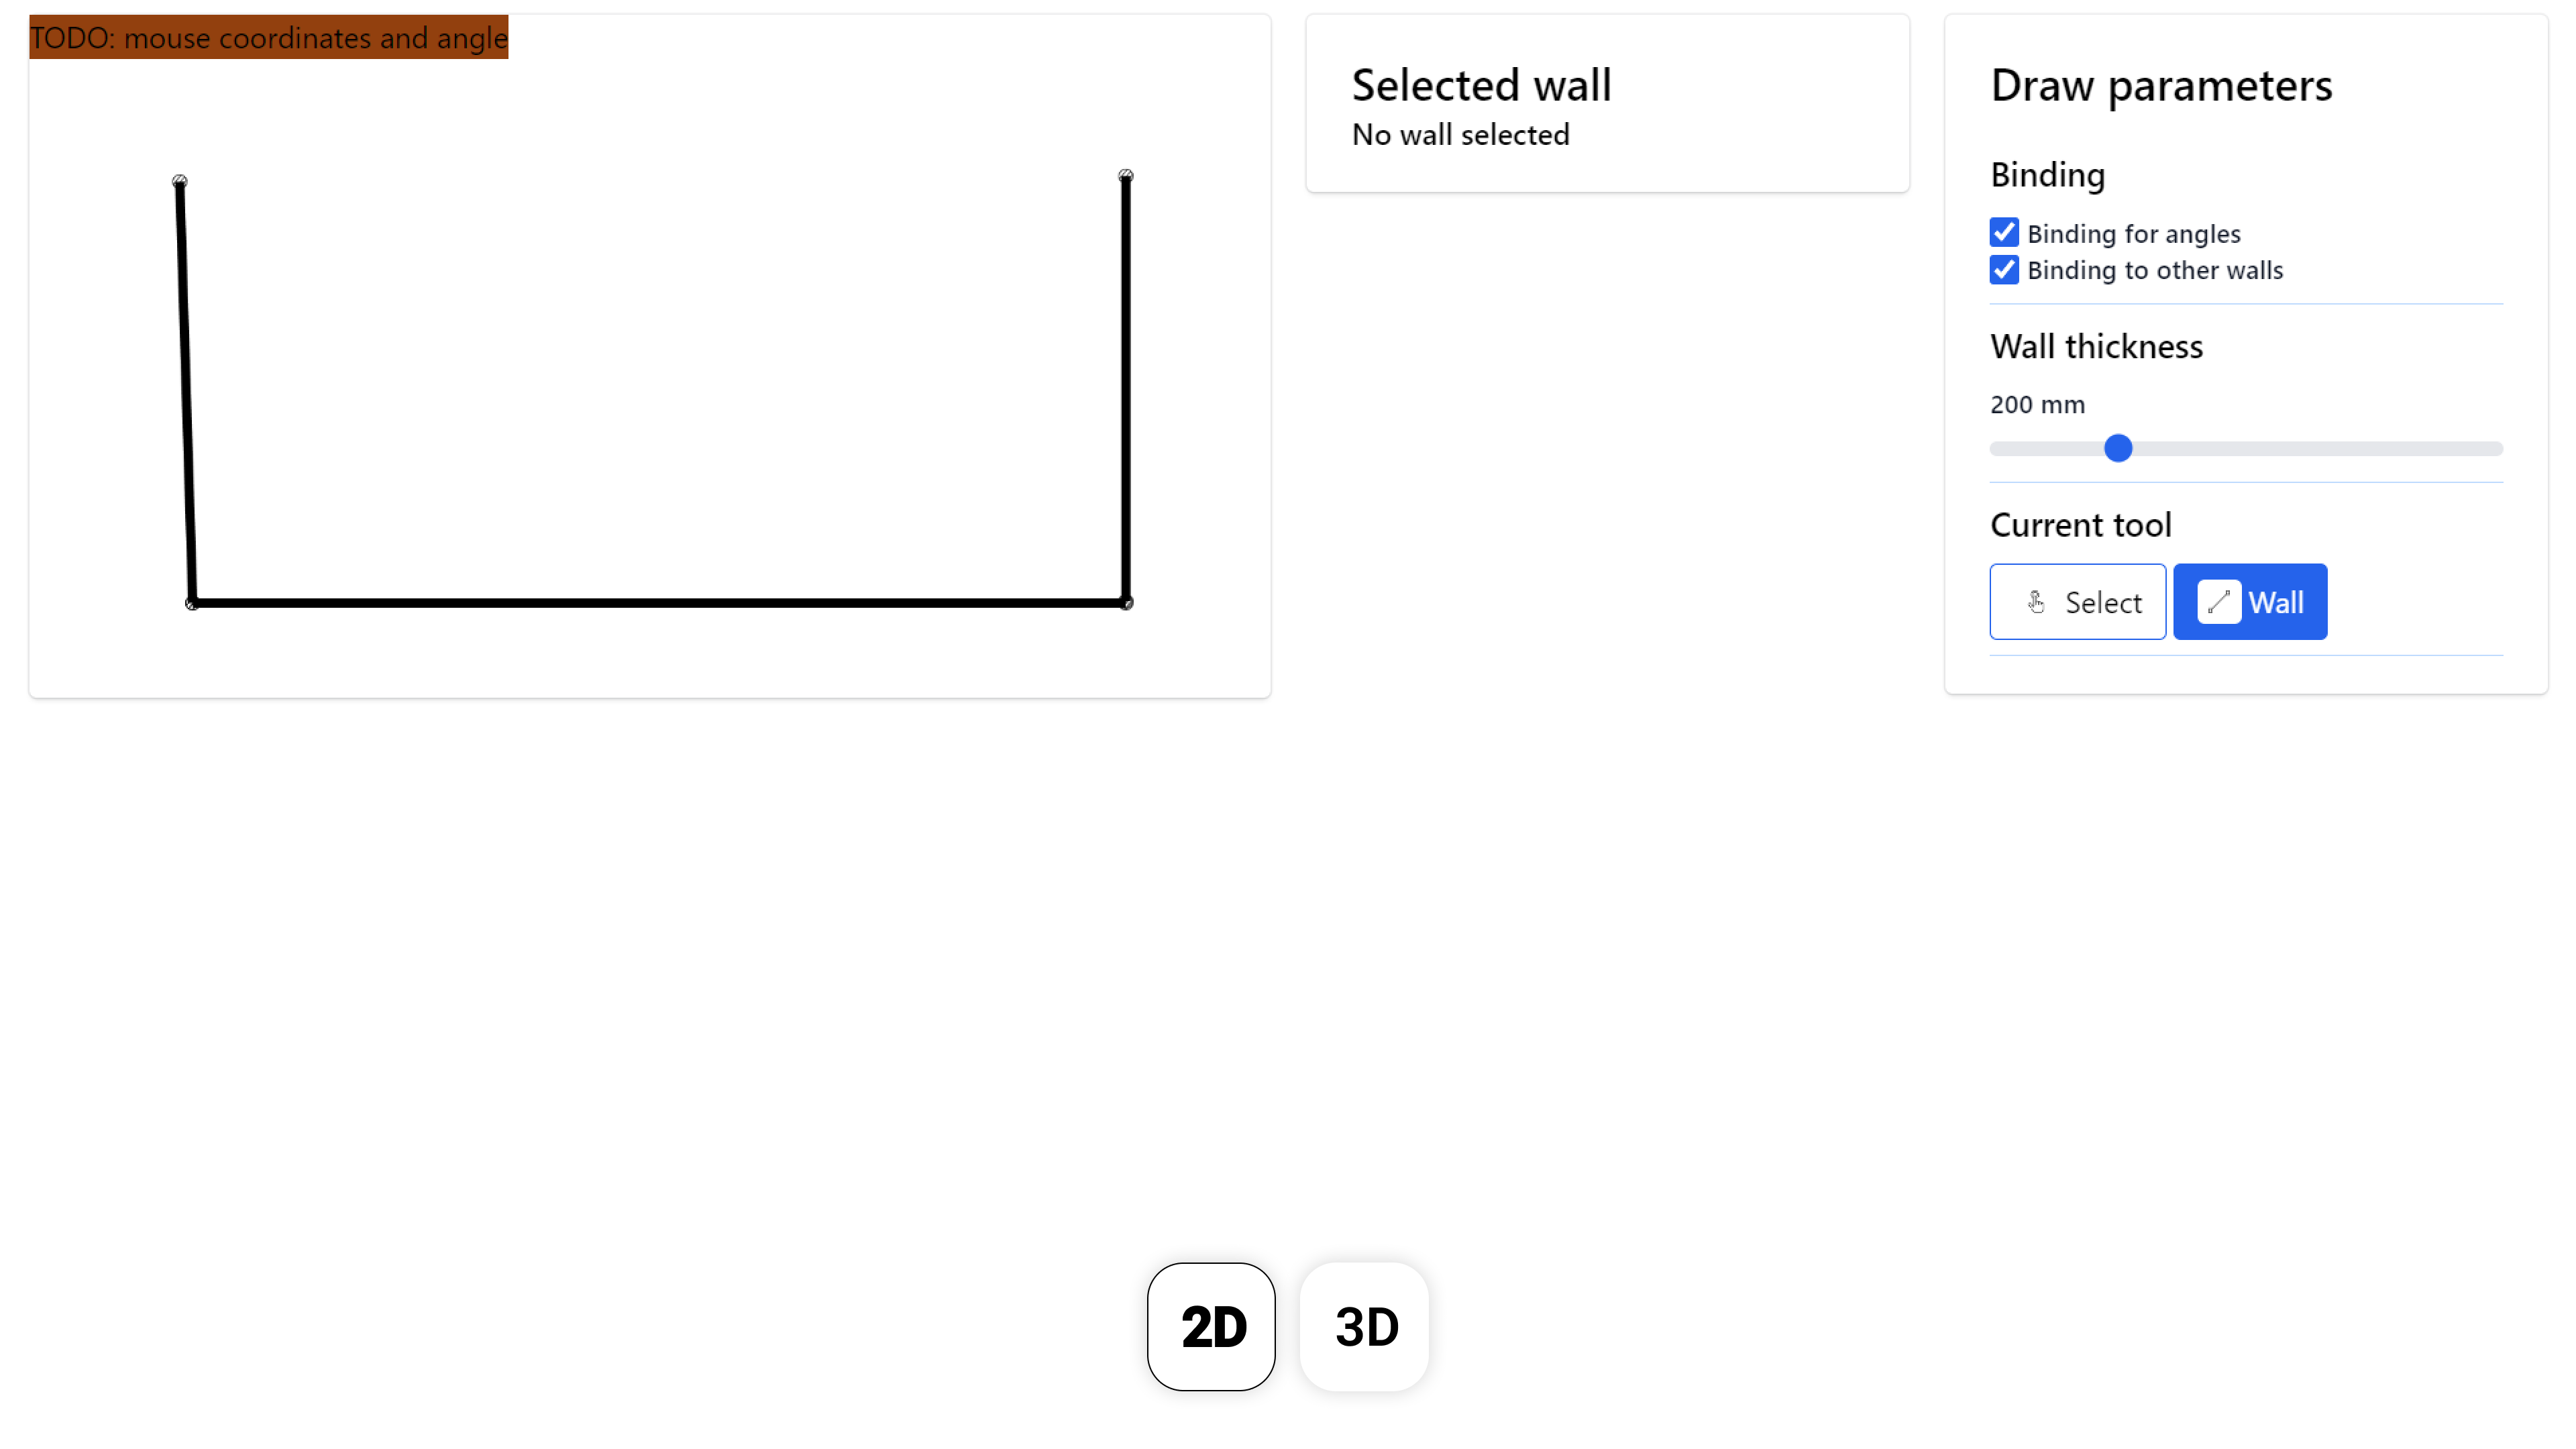 TODO: mouse coordinates and angle
Selected wall
No wall selected
Draw parameters
Binding
Binding for angles
Binding to other walls
Wall thickness
200 mm
Current tool
Select
Wall
2D
3D